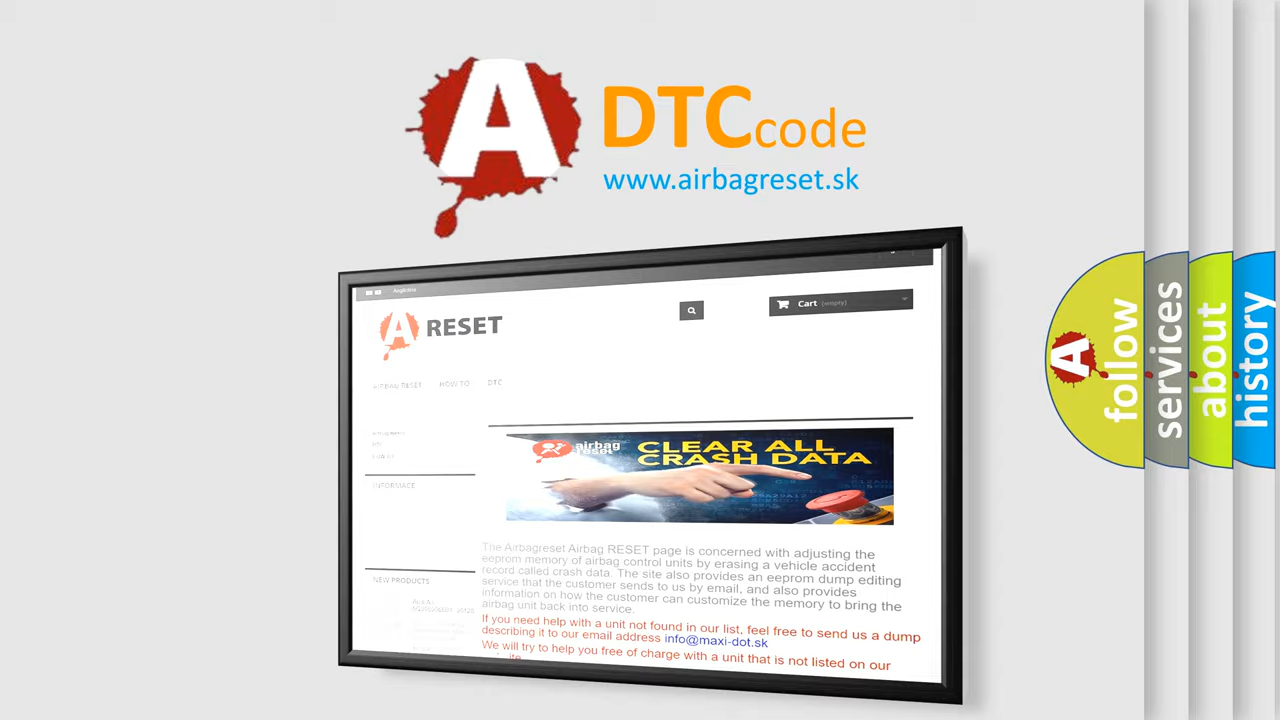 A
DTC code
www.airbagreset.sk
Cart (empty)
A RESET
AIRBAG RESET HOW TO DTC
airbag reset
CLEAR ALL
CRASH DATA
INFORMACE
The Airbagreset Airbag RESET page is concerned with adjusting the
eeprom memory of airbag control units by erasing a vehicle accident
record called crash data. The site also provides an eeprom dump editing
service that the customer sends to us by email, and also provides
information on how the customer can customize the memory to bring the
airbag unit back into service.
NEW PRODUCTS
If you need help with a unit not found in our list, feel free to send us a dump
describing it to our email address info@maxi-dot.sk
We will try to help you free of charge with a unit that is not listed on our
A
follow
services
about
history